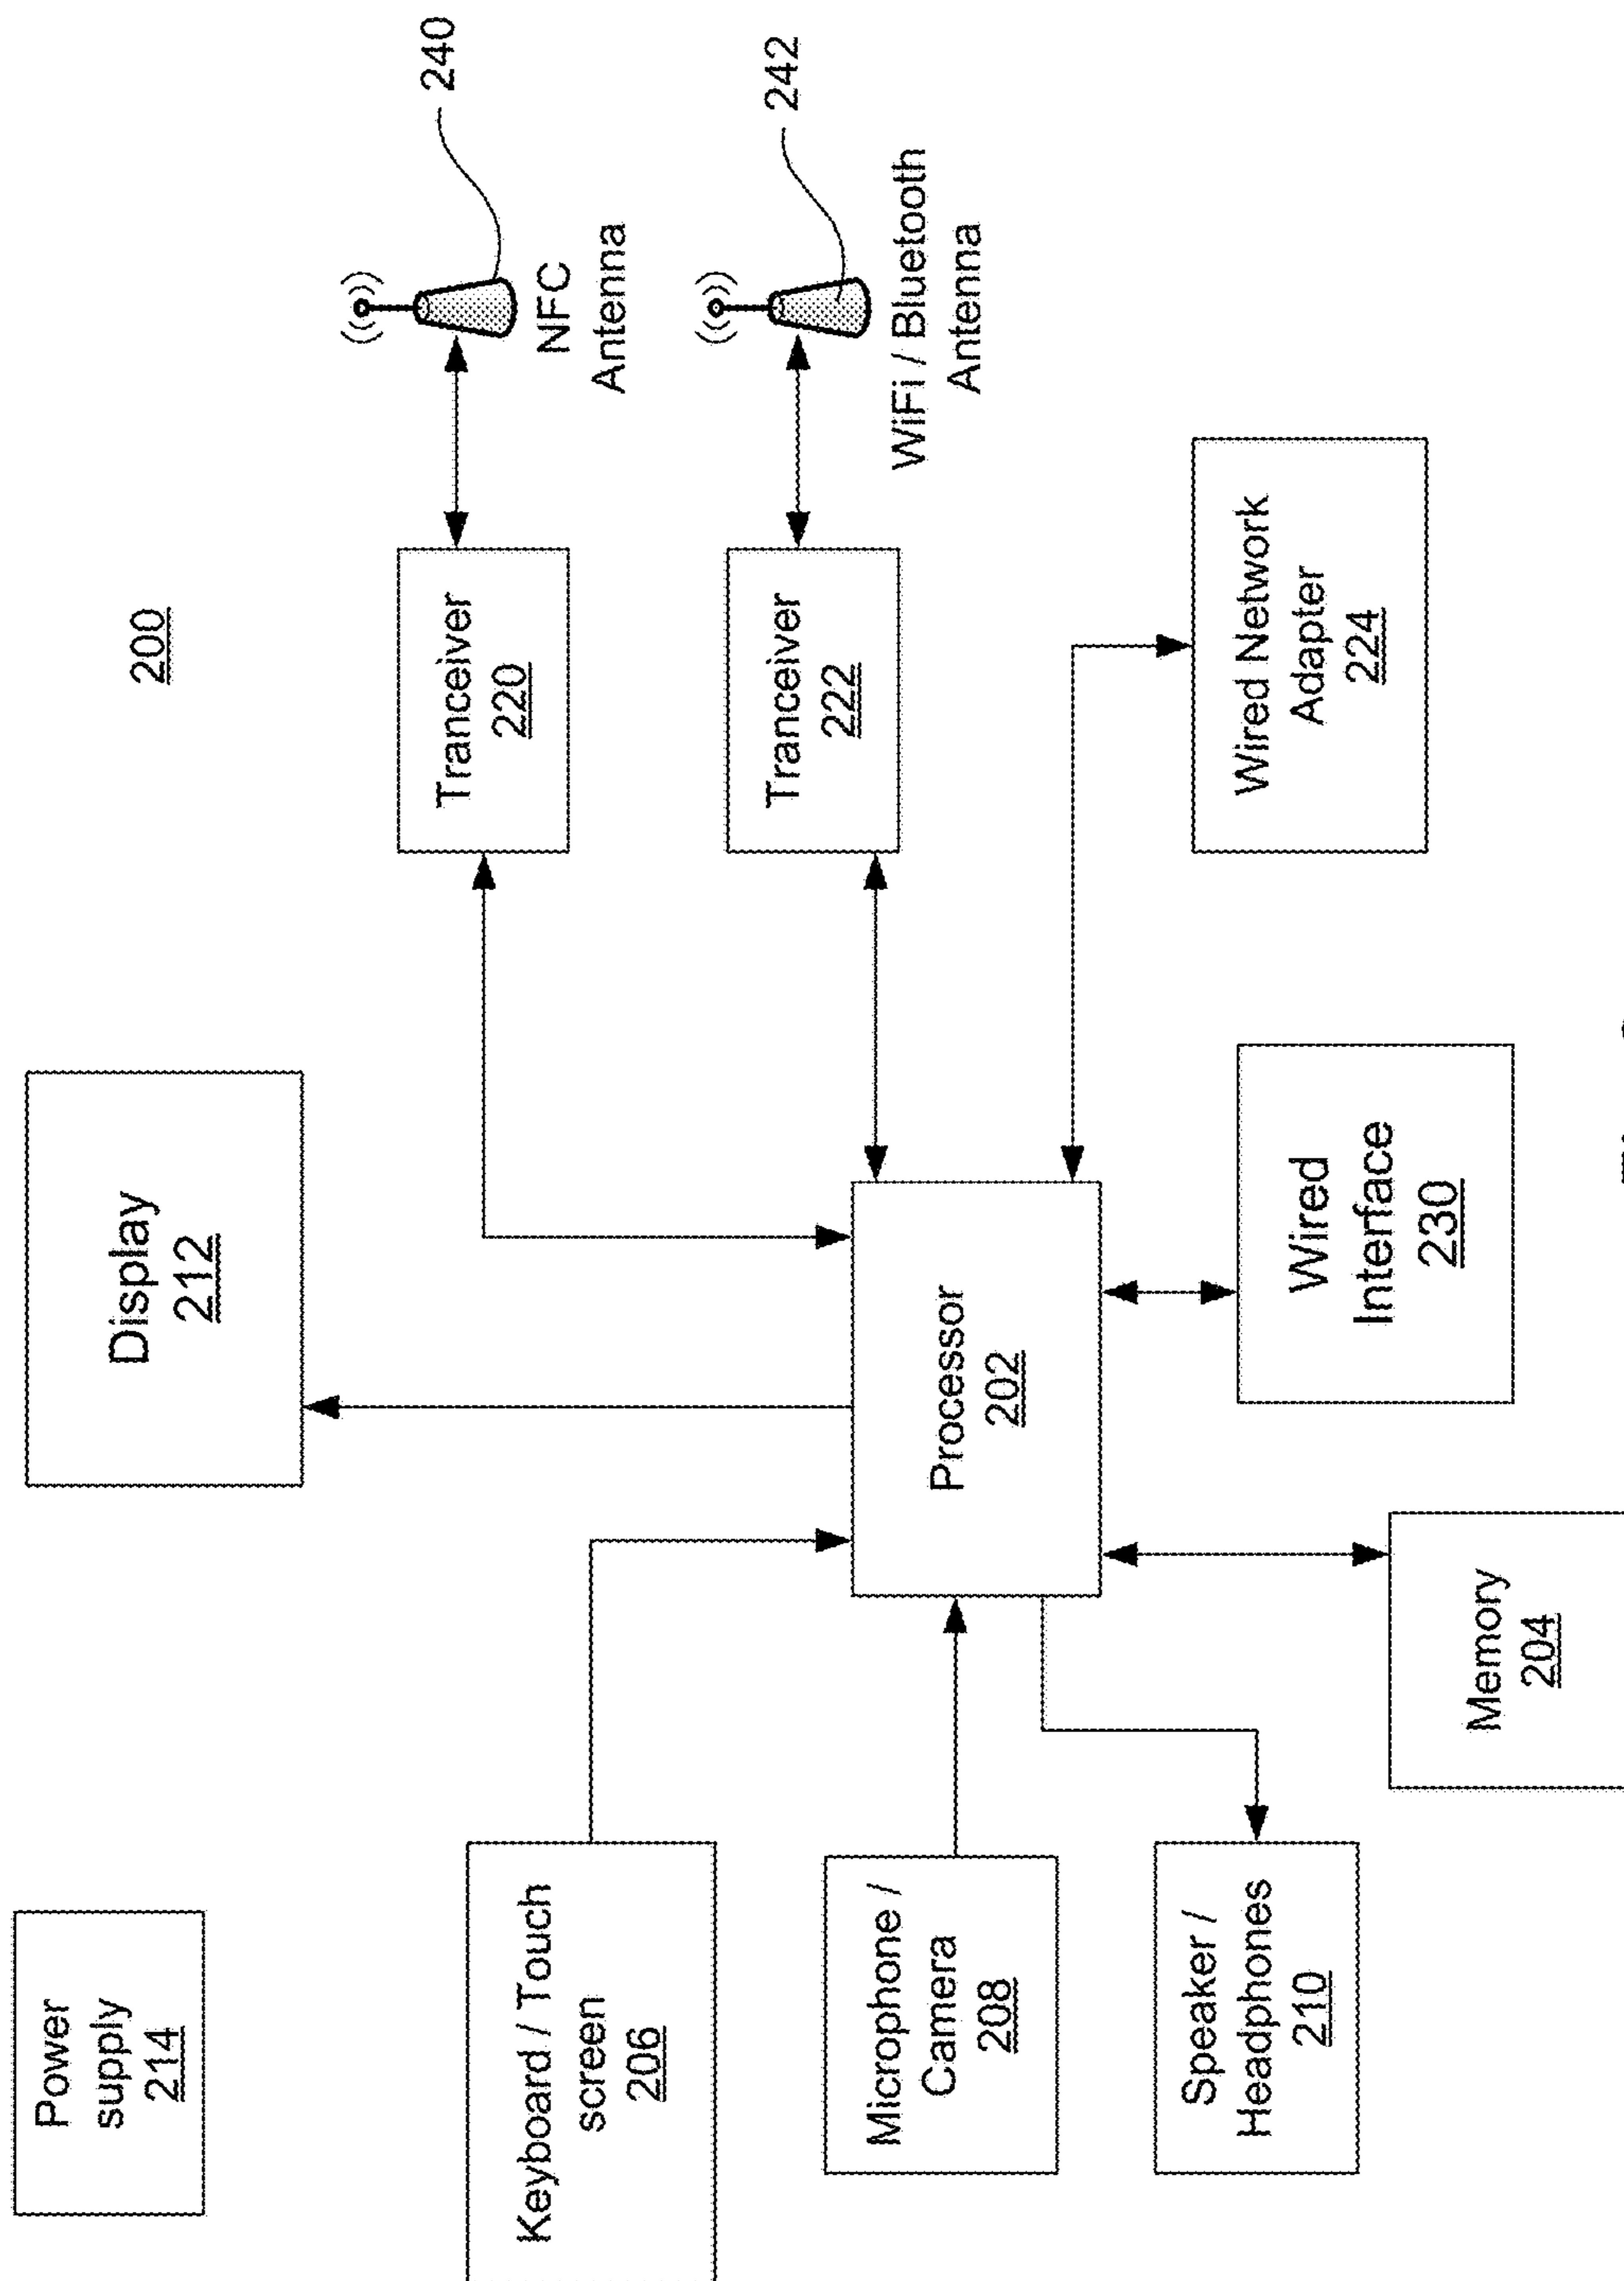 200
Power
supply
214
Display
212
240
NFC
Antenna
Tranceiver
220
Keyboard / Touch
screen
206
242
WiFi / Bluetooth
Antenna
Tranceiver
222
Microphone /
Camera
208
Processor
202
Speaker /
Headphones
210
Wired
Interface
230
Wired Network
Adapter
224
Memory
204